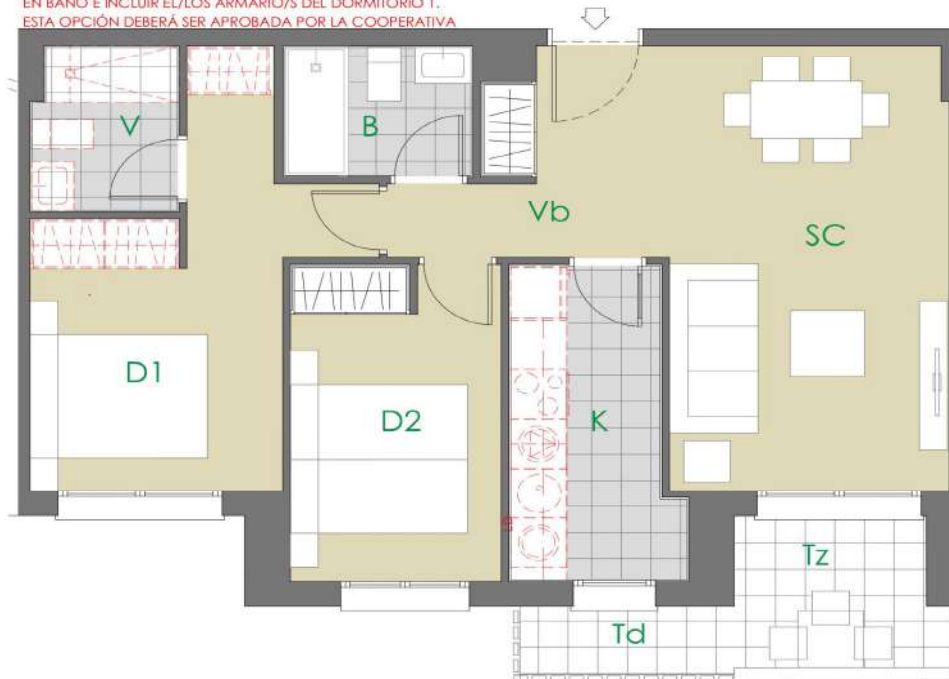 EN BAÑO E INCLUIR EL/LOS ARMARIO/S DEL DORMITORIO 1.
ESTA OPCIÓN DEBERÁ SER APROBADA POR LA COOPERATIVA
V
B
Vb
SC
D1
D2
K
Tz
Td